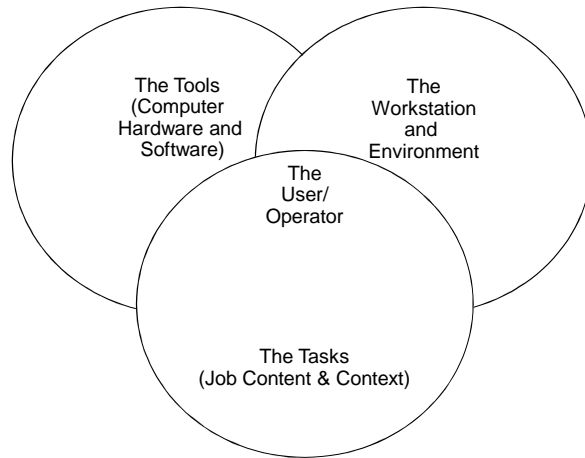 The Tools
(Computer
Hardware and
Software)
The
Workstation
and
Environment
The
User/
Operator
The Tasks
(Job Content & Context)